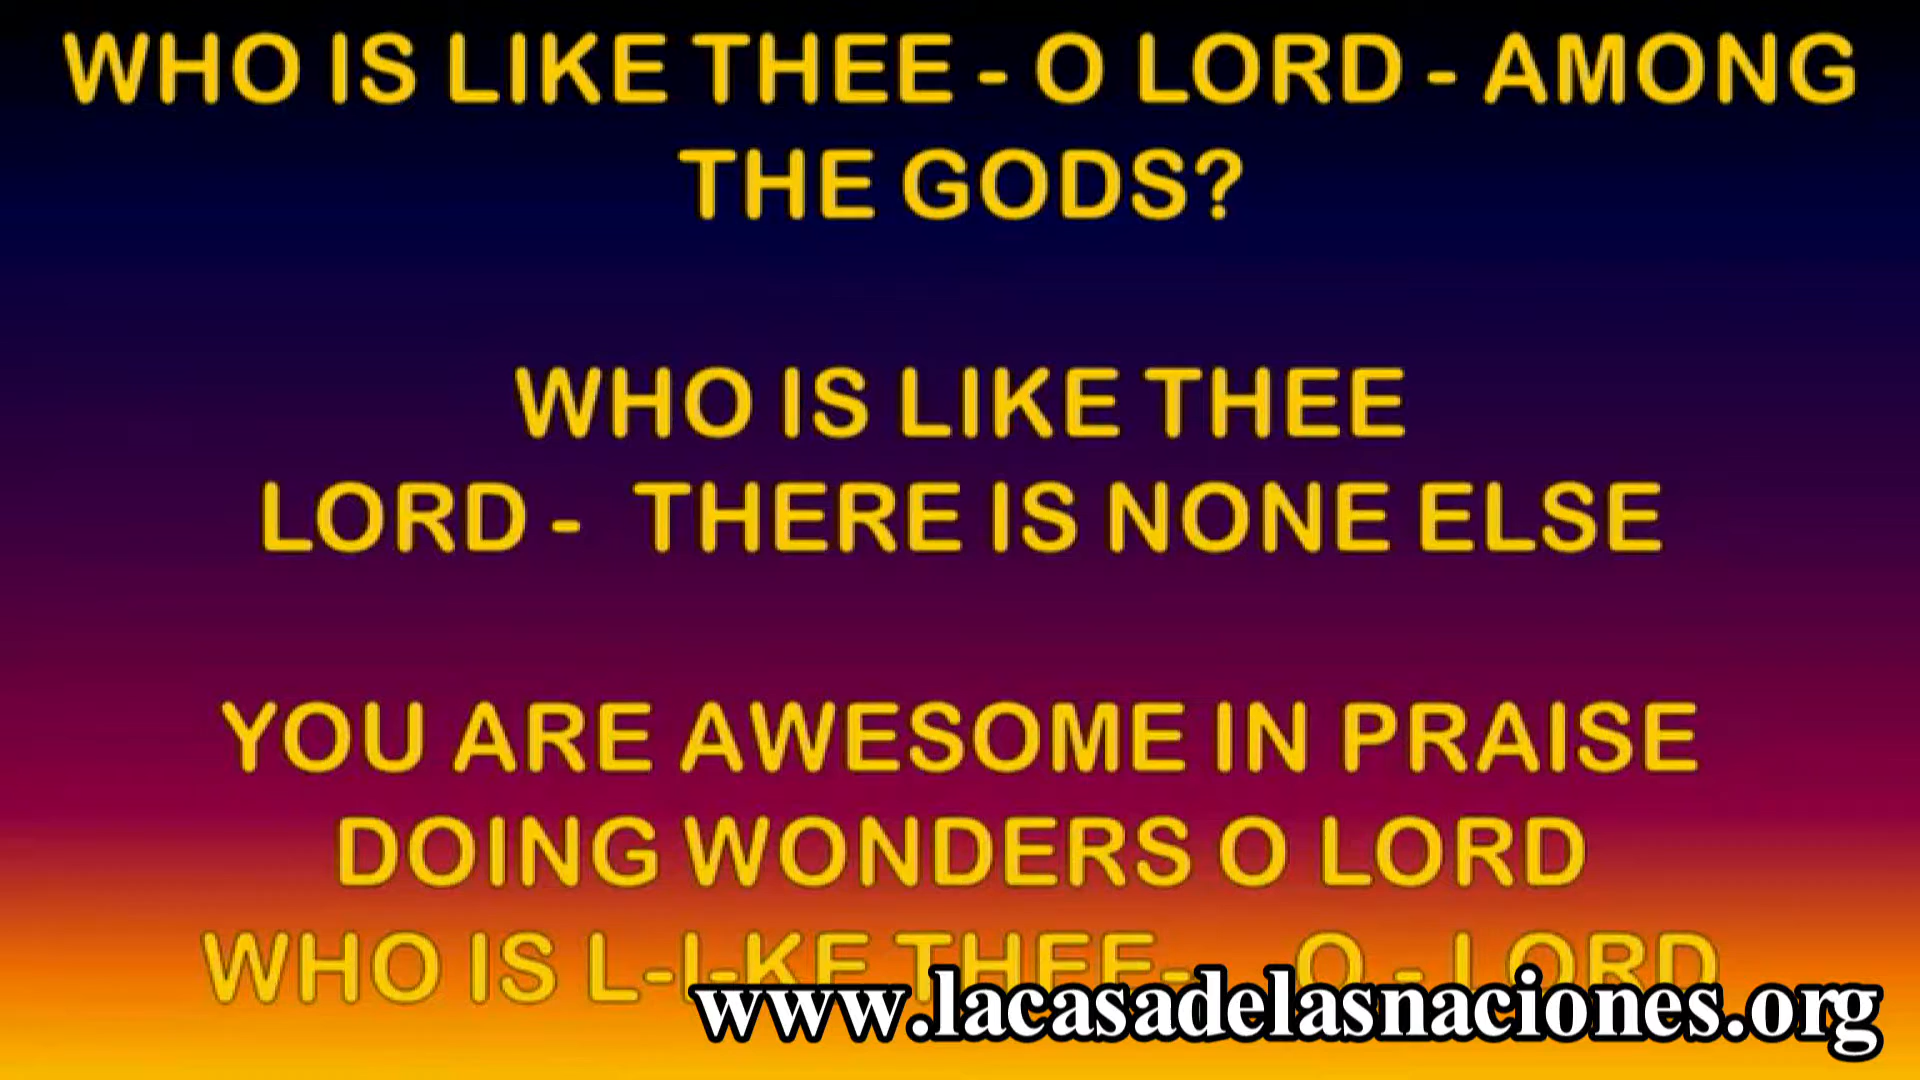 WHO IS LIKE THEE - O LORD - AMONG
THE GODS?
WHO IS LIKE THEE
LORD - THERE IS NONE ELSE
YOU ARE AWESOME IN PRAISE
DOING WONDERS O LORD
WHO IS L-I-KE THEE- O - LORD
www.lacasadelasnaciones.org